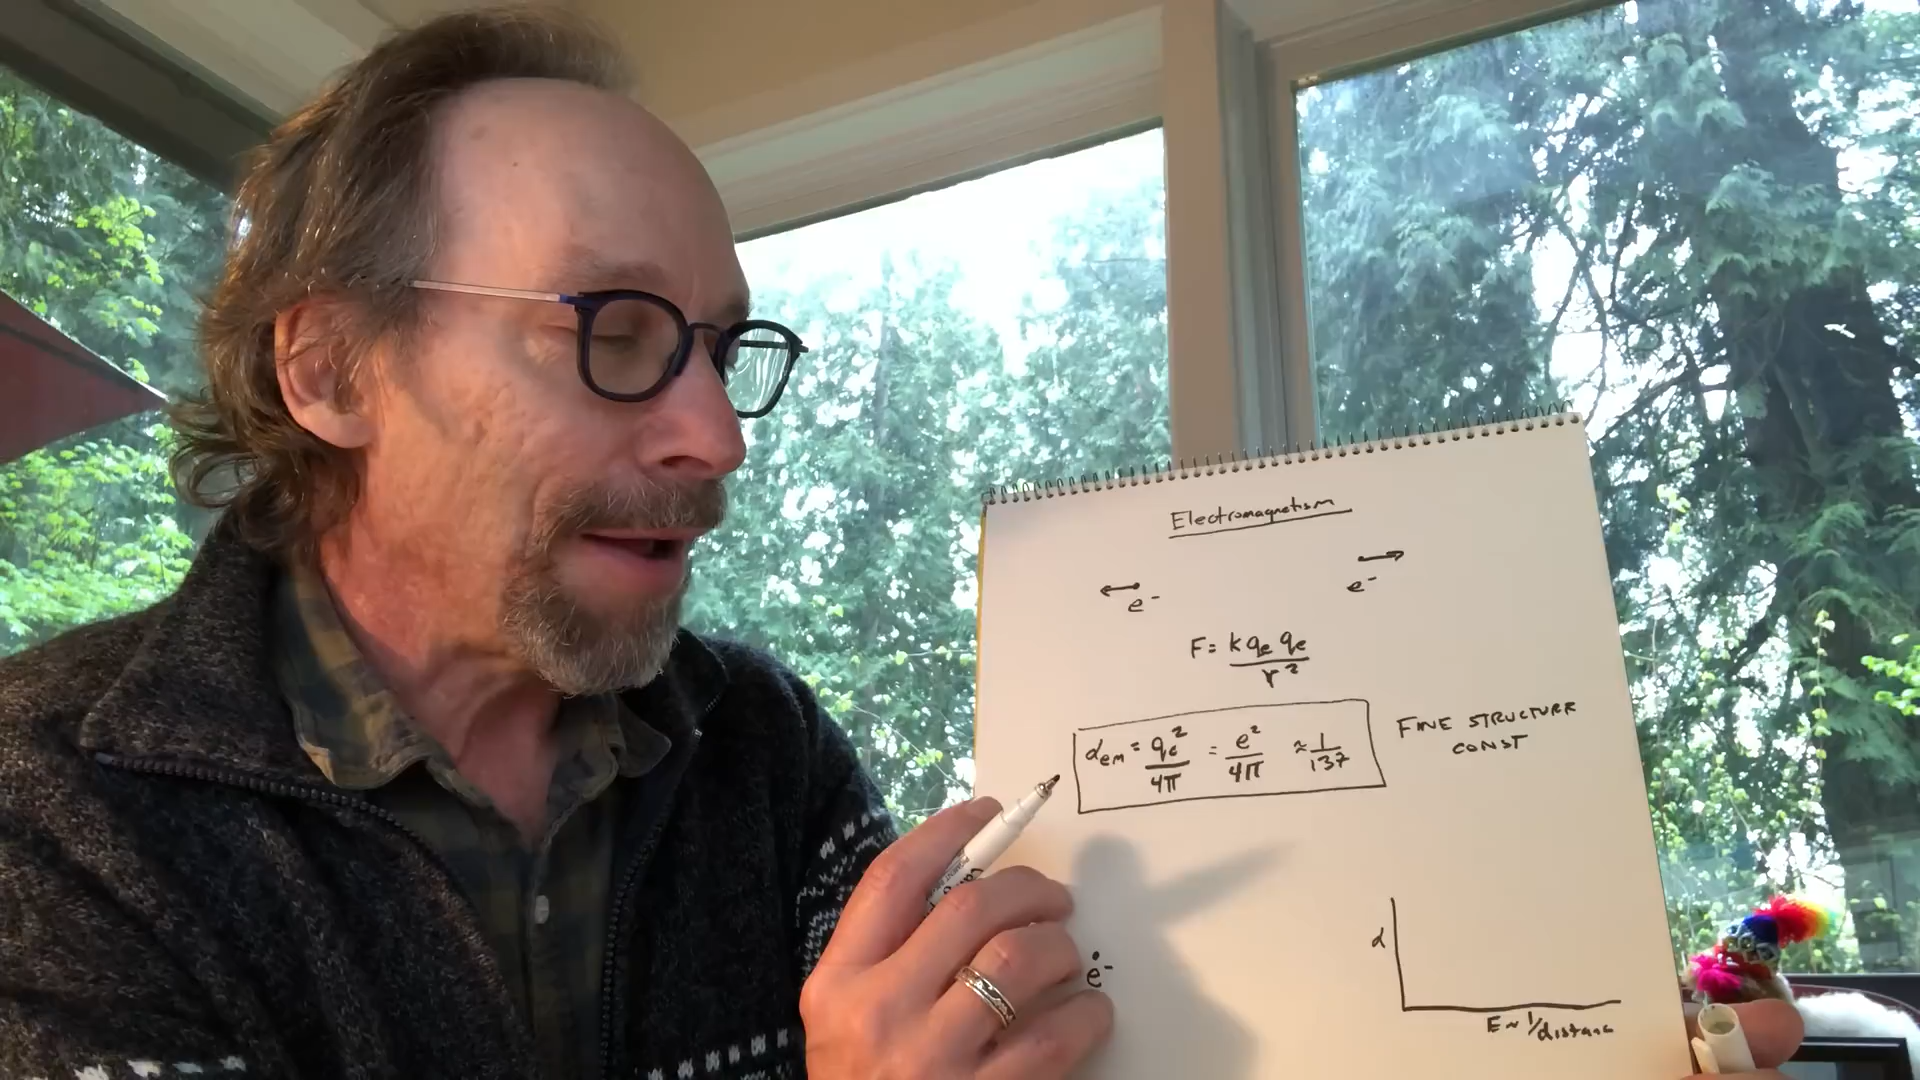 Electromagnetism
e⁻ e⁻
F = k qe qe / r²
αem = qe²/4π = e²/4π ≈ 1/137
FINE STRUCTURE
CONST
e⁻
α
E ~ 1/distance